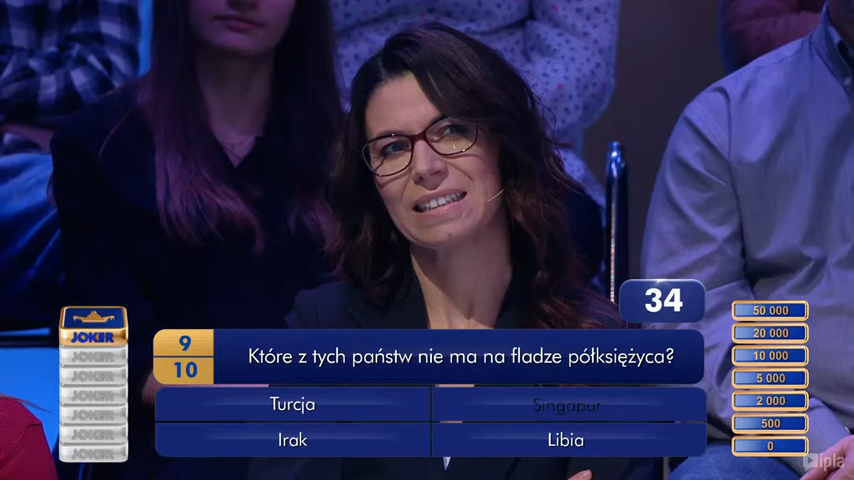 34
9
10
Które z tych państw nie ma na fladze półksiężyca?
Turcja
Singapur
Irak
Libia
JOKER
JOKER
JOKER
JOKER
JOKER
JOKER
JOKER
50 000
20 000
10 000
5 000
2 000
500
0
ipla